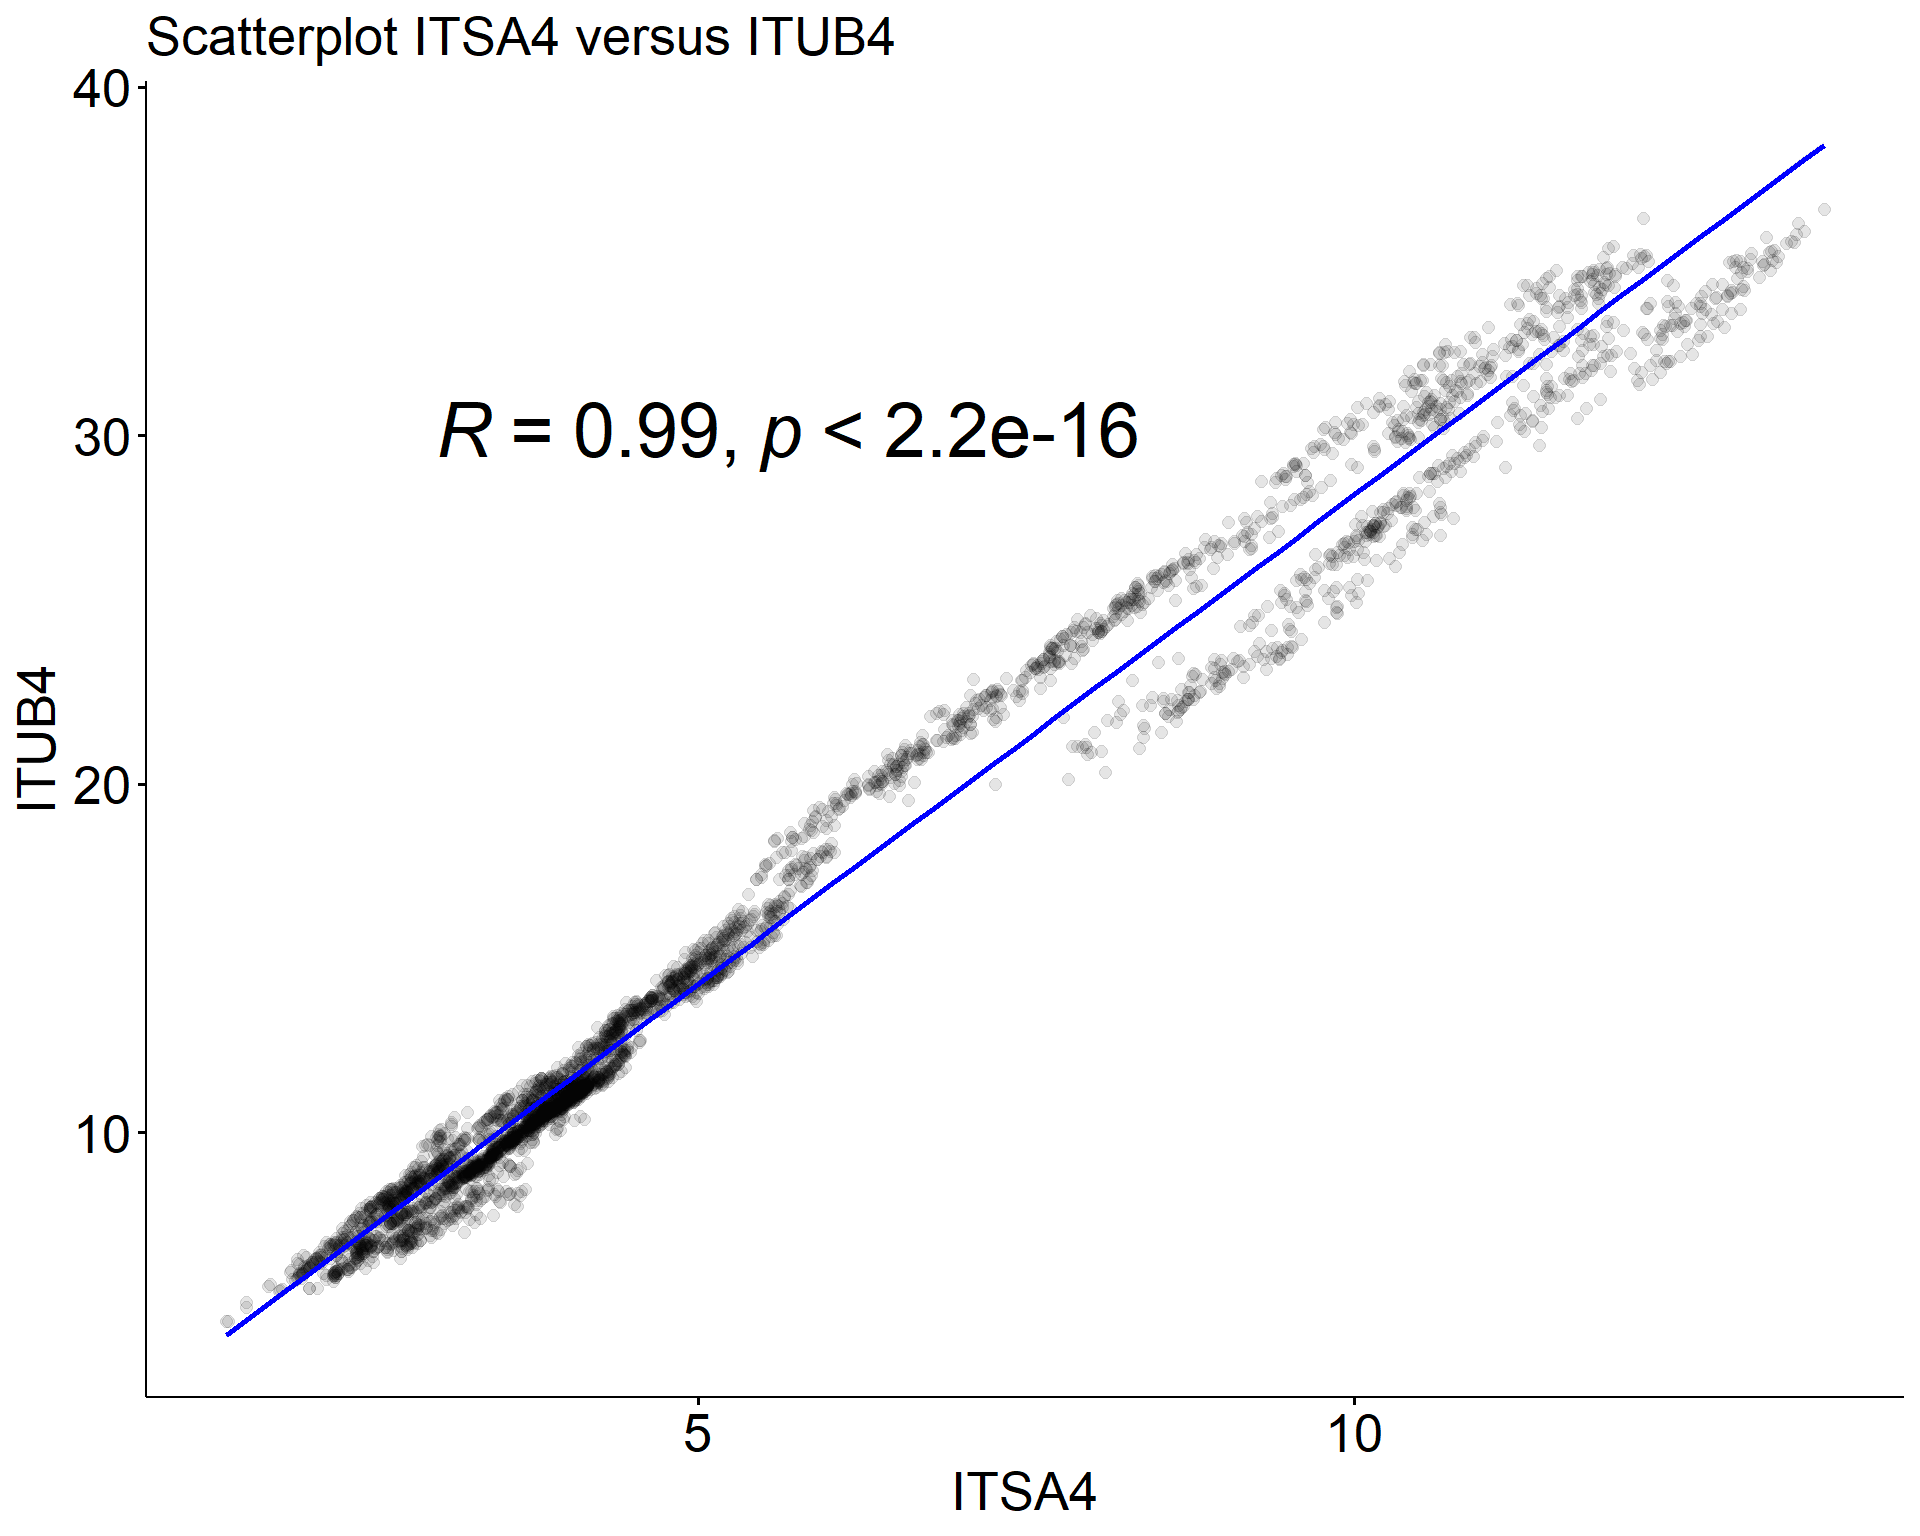 Scatterplot ITSA4 versus ITUB4
40
R = 0.99, p < 2.2e-16
30
ITUB4
20
10
5 10
ITSA4